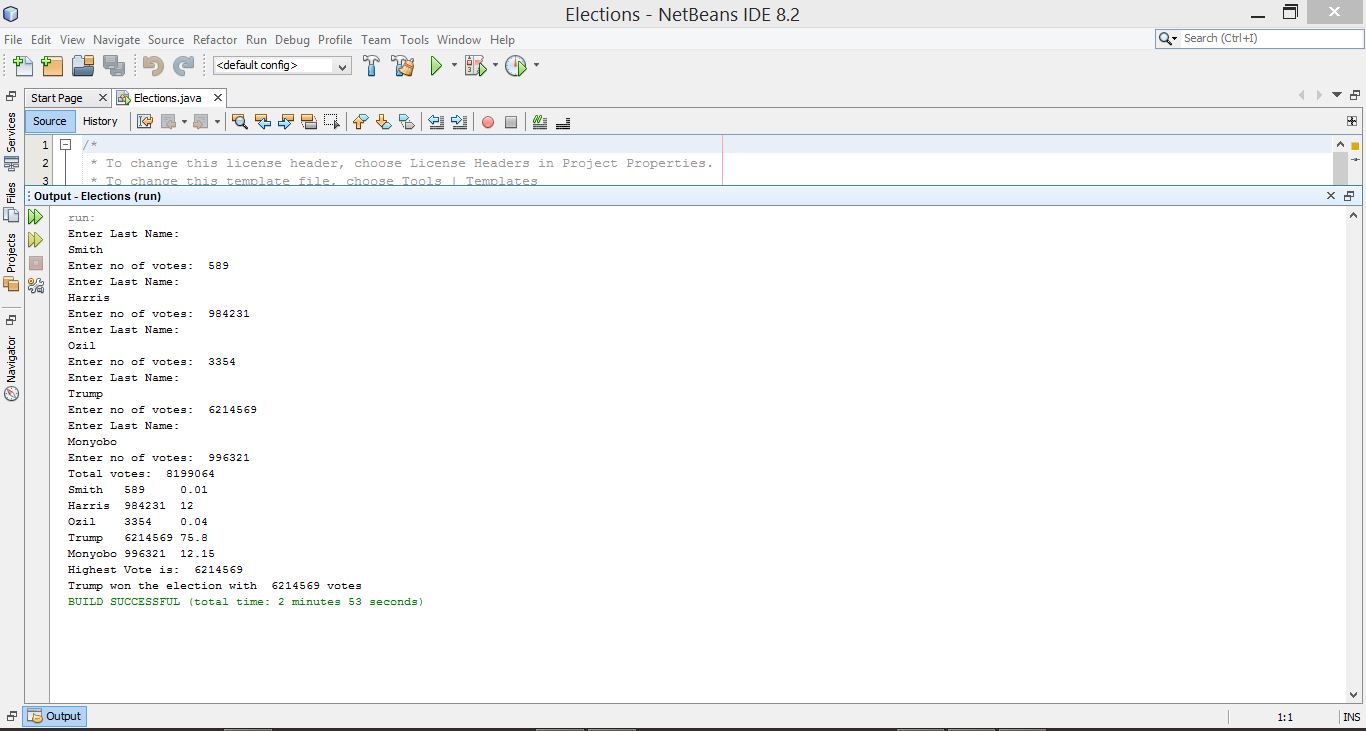 Elections - NetBeans IDE 8.2
File Edit View Navigate Source Refactor Run Debug Profile Team Tools Window Help
Search (Ctrl+I)
<default config>
Start Page
Elections.java
Source History
1 /*
2 * To change this license header, choose License Headers in Project Properties.
3 * To change this template file, choose Tools | Templates
Services
Files
Projects
Navigator
Output - Elections (run)
run:
Enter Last Name:
Smith
Enter no of votes:  589
Enter Last Name:
Harris
Enter no of votes:  984231
Enter Last Name:
Ozil
Enter no of votes:  3354
Enter Last Name:
Trump
Enter no of votes:  6214569
Enter Last Name:
Monyobo
Enter no of votes:  996321
Total votes:  8199064
Smith   589     0.01
Harris  984231  12
Ozil    3354    0.04
Trump   6214569 75.8
Monyobo 996321  12.15
Highest Vote is:  6214569
Trump won the election with  6214569 votes
BUILD SUCCESSFUL (total time: 2 minutes 53 seconds)
Output
1:1 INS